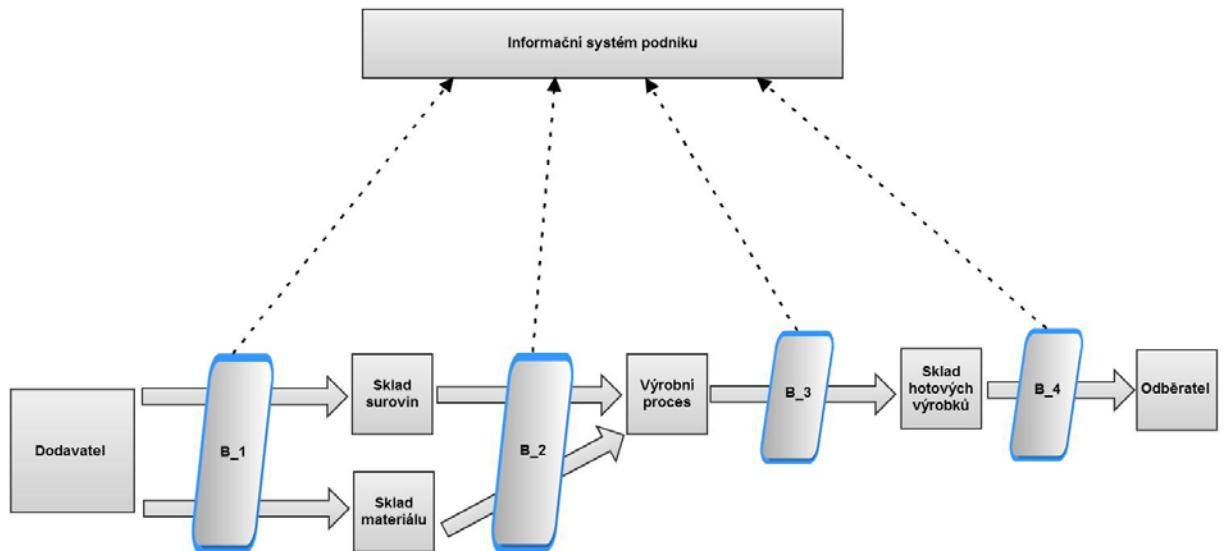 Informační systém podniku
Dodavatel
B_1
Sklad
surovin
Sklad
materiálu
B_2
Výrobní
proces
B_3
Sklad
hotových
výrobků
B_4
Odběratel